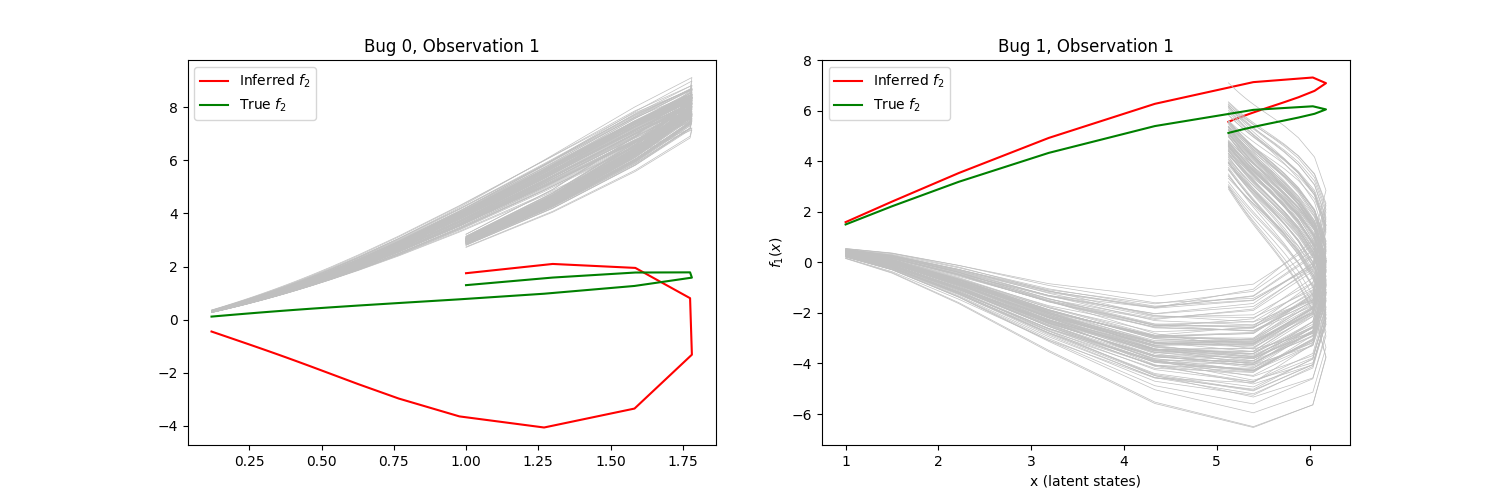 Bug 0, Observation 1
Inferred f₂
True f₂
8
6
4
2
0
−2
−4
0.25 0.50 0.75 1.00 1.25 1.50 1.75
Bug 1, Observation 1
Inferred f₂
True f₂
8
6
4
2
0
−2
−4
−6
f₁(x)
1 2 3 4 5 6
x (latent states)